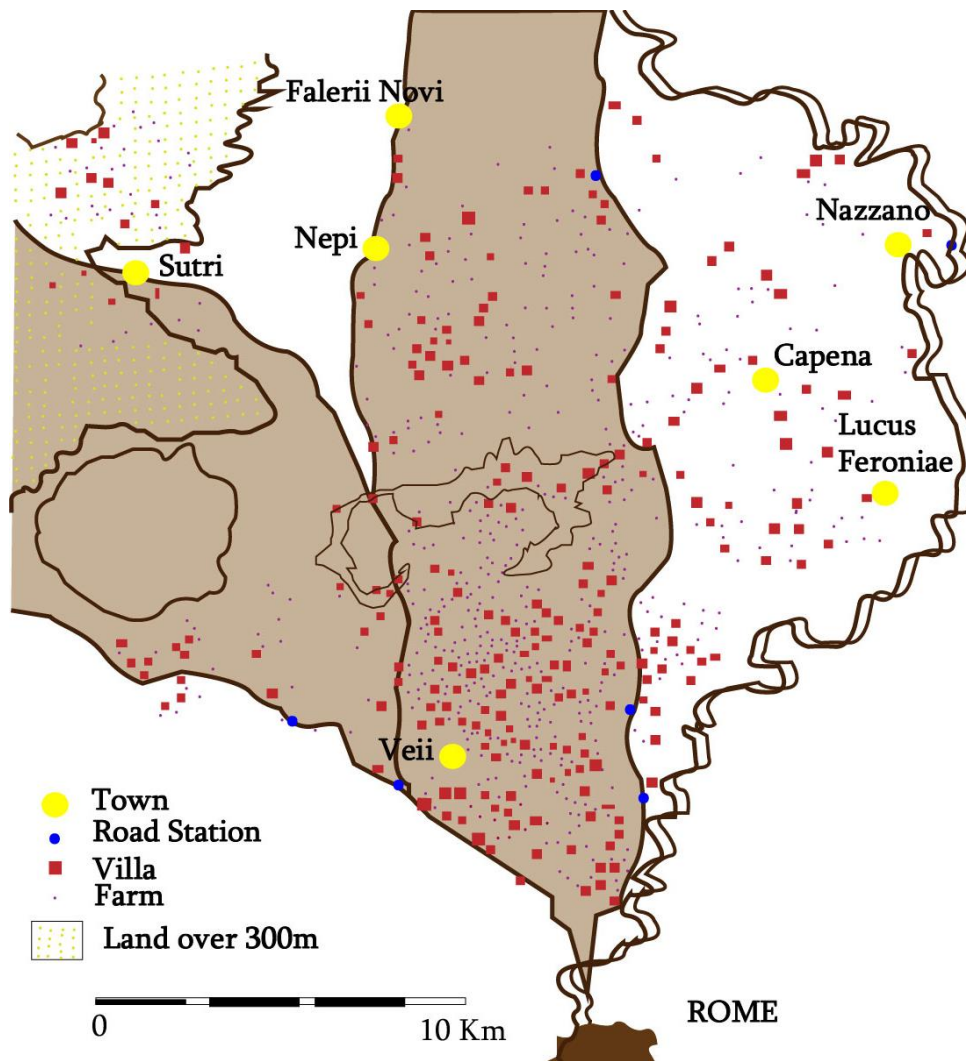 Falerii Novi
Nazzano
Nepi
Sutri
Capena
Lucus
Feroniae
Veii
Town
Road Station
Villa
Farm
Land over 300m
0
10 Km
ROME